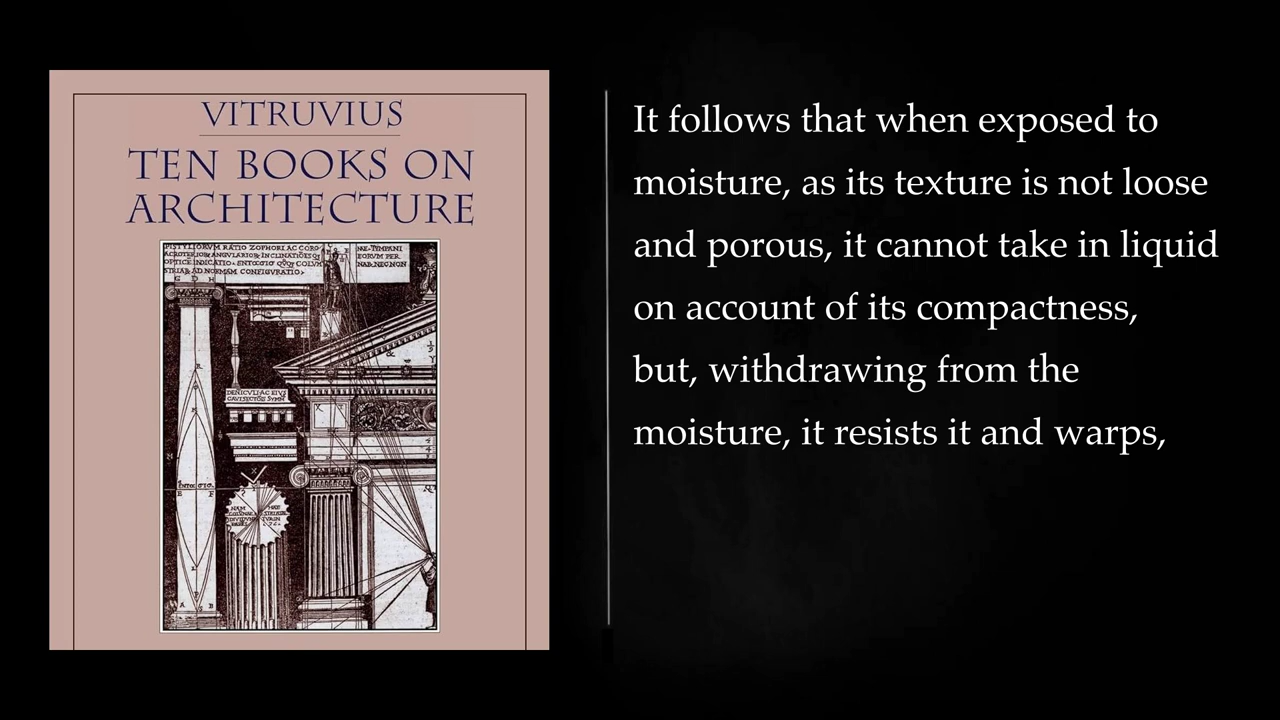 VITRUVIUS
TEN BOOKS ON
ARCHITECTURE
It follows that when exposed to
moisture, as its texture is not loose
and porous, it cannot take in liquid
on account of its compactness,
but, withdrawing from the
moisture, it resists it and warps,